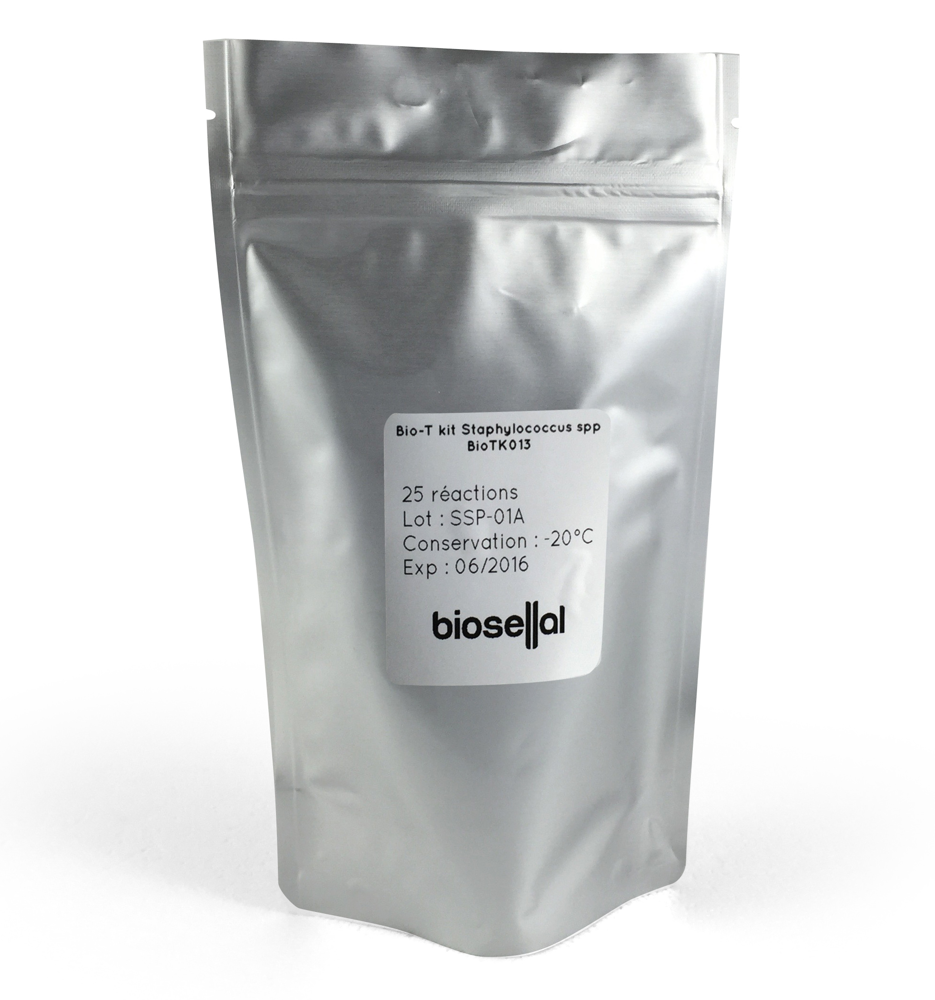 Bio-T kit Staphylococcus spp
BioTK013
25 réactions
Lot : SSP-01A
Conservation : -20°C
Exp : 06/2016
biosellal